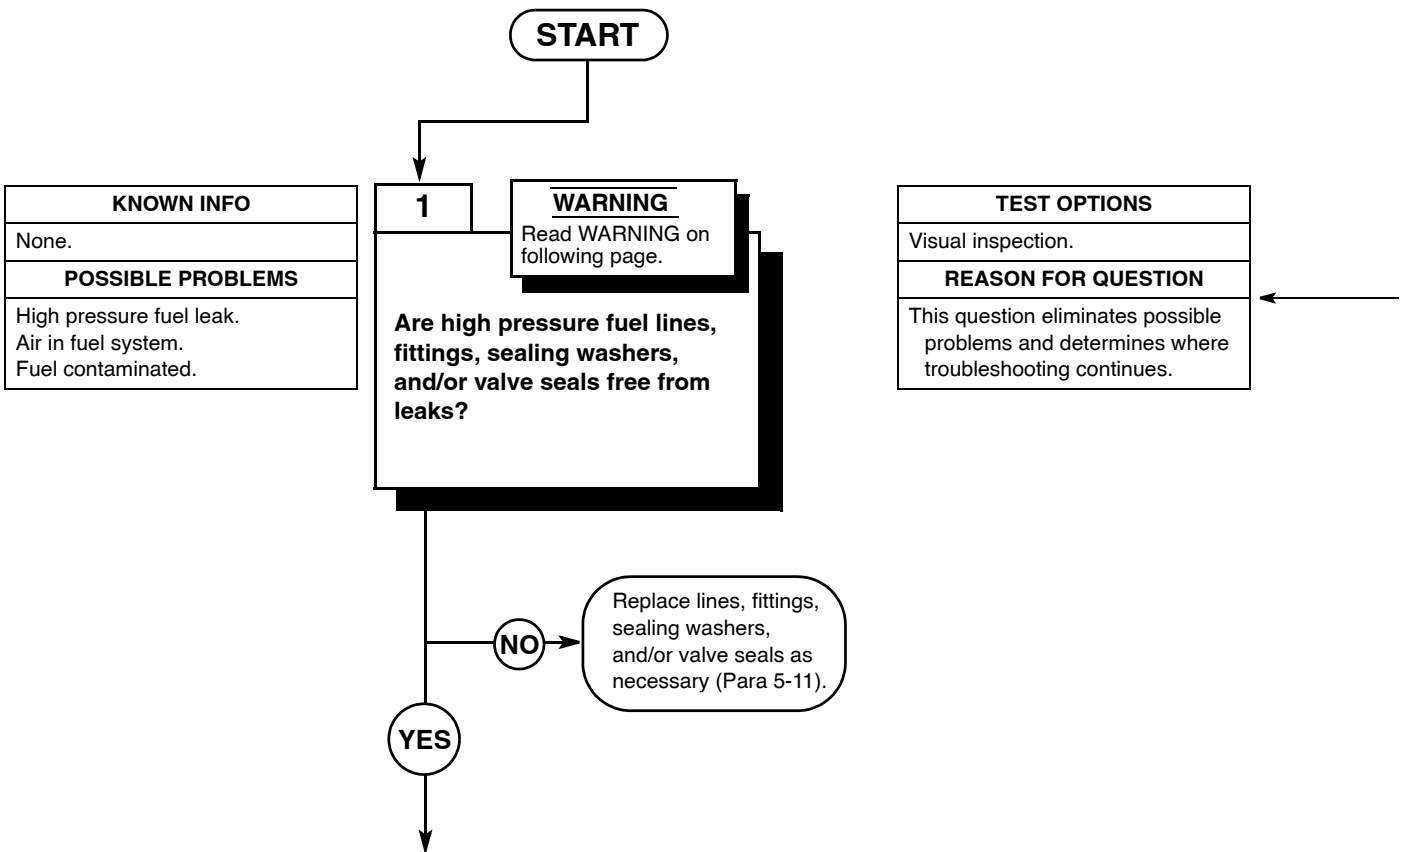 START
KNOWN INFO
None.
POSSIBLE PROBLEMS
High pressure fuel leak.
Air in fuel system.
Fuel contaminated.
1
WARNING
Read WARNING on
following page.
Are high pressure fuel lines,
fittings, sealing washers,
and/or valve seals free from
leaks?
TEST OPTIONS
Visual inspection.
REASON FOR QUESTION
This question eliminates possible
problems and determines where
troubleshooting continues.
NO
Replace lines, fittings,
sealing washers,
and/or valve seals as
necessary (Para 5-11).
YES